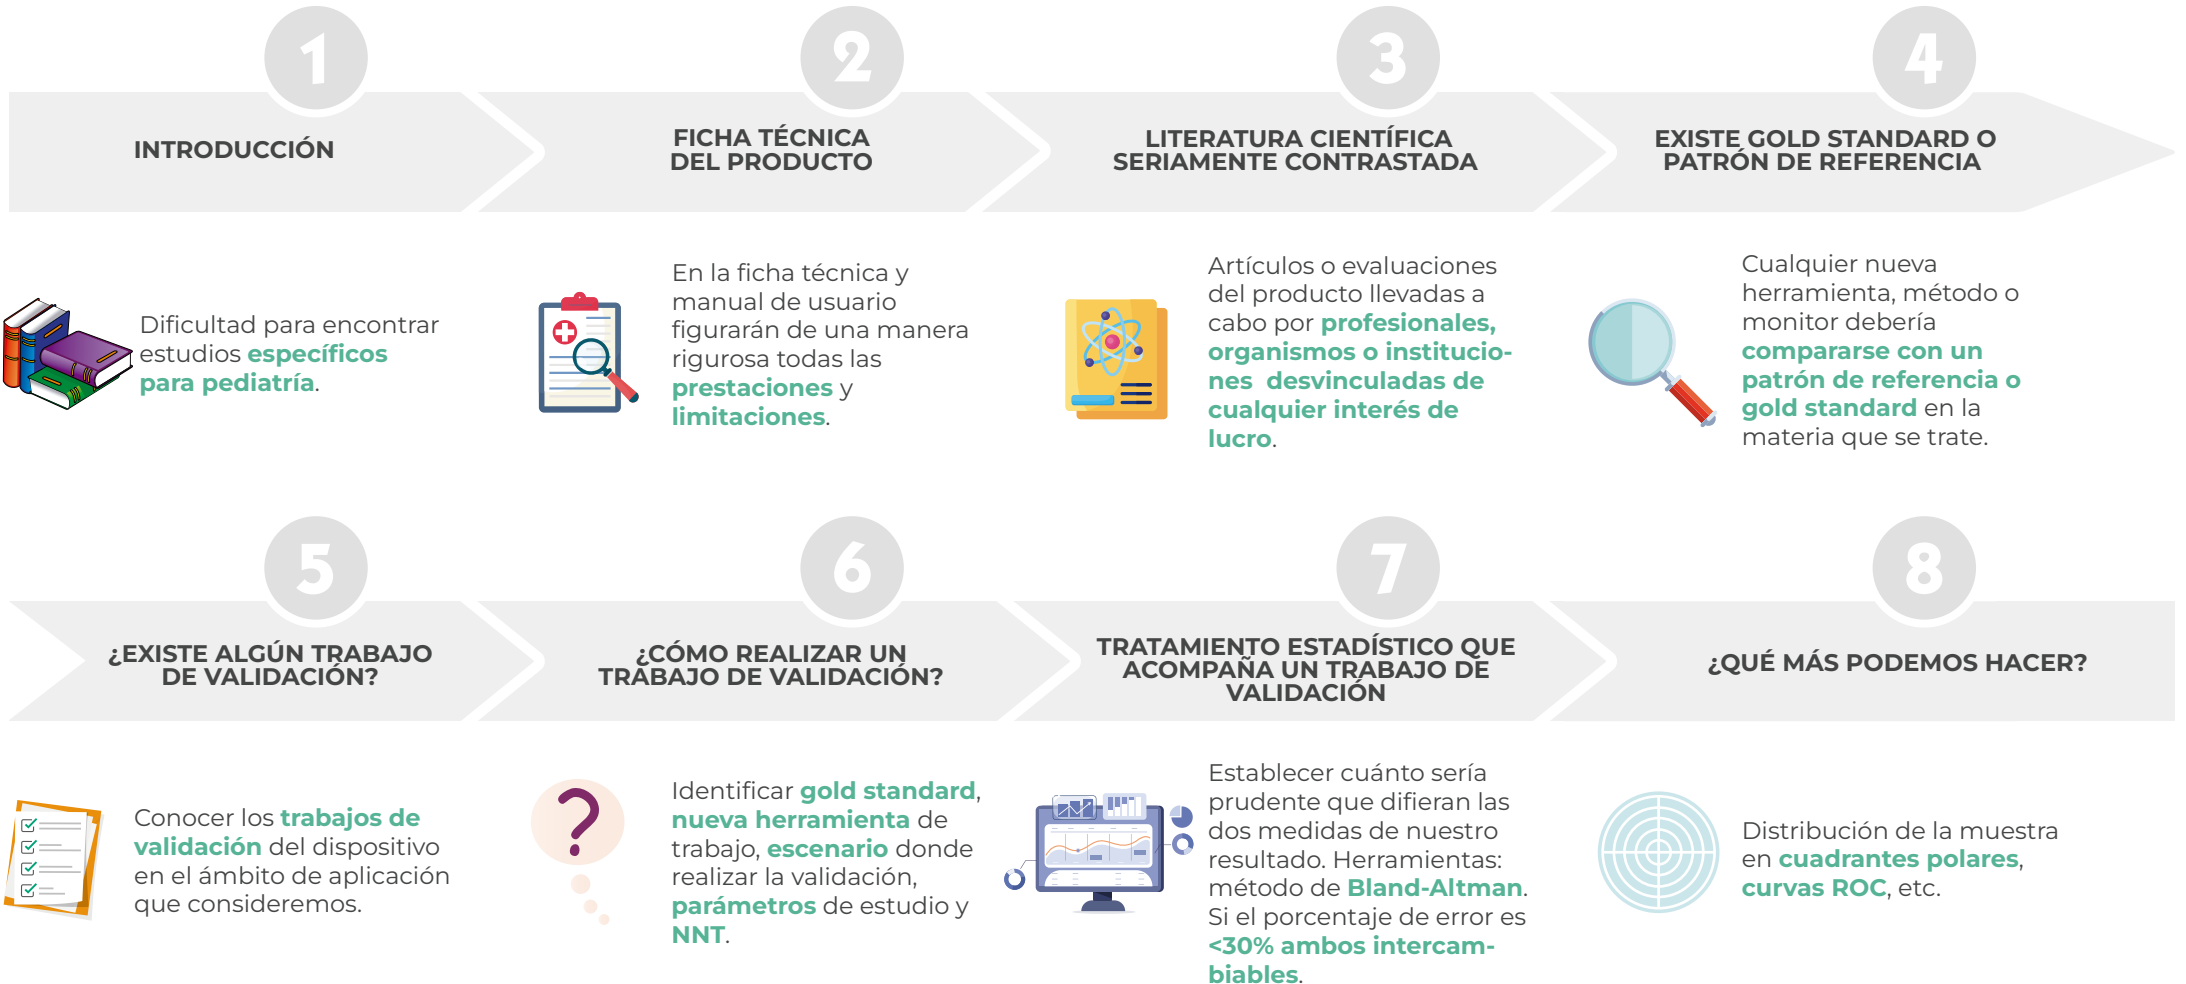 1
INTRODUCCIÓN
Dificultad para encontrar
estudios específicos
para pediatría.
2
FICHA TÉCNICA
DEL PRODUCTO
En la ficha técnica y
manual de usuario
figurarán de una manera
rigurosa todas las
prestaciones y
limitaciones.
3
LITERATURA CIENTÍFICA
SERIAMENTE CONTRASTADA
Artículos o evaluaciones
del producto llevadas a
cabo por profesionales,
organismos o institucio-
nes desvinculadas de
cualquier interés de
lucro.
4
EXISTE GOLD STANDARD O
PATRÓN DE REFERENCIA
Cualquier nueva
herramienta, método o
monitor debería
compararse con un
patrón de referencia o
gold standard en la
materia que se trate.
5
¿EXISTE ALGÚN TRABAJO
DE VALIDACIÓN?
Conocer los trabajos de
validación del dispositivo
en el ámbito de aplicación
que consideremos.
6
¿CÓMO REALIZAR UN
TRABAJO DE VALIDACIÓN?
Identificar gold standard,
nueva herramienta de
trabajo, escenario donde
realizar la validación,
parámetros de estudio y
NNT.
7
TRATAMIENTO ESTADÍSTICO QUE
ACOMPAÑA UN TRABAJO DE
VALIDACIÓN
Establecer cuánto sería
prudente que difieran las
dos medidas de nuestro
resultado. Herramientas:
método de Bland-Altman.
Si el porcentaje de error es
<30% ambos intercam-
biables.
8
¿QUÉ MÁS PODEMOS HACER?
Distribución de la muestra
en cuadrantes polares,
curvas ROC, etc.